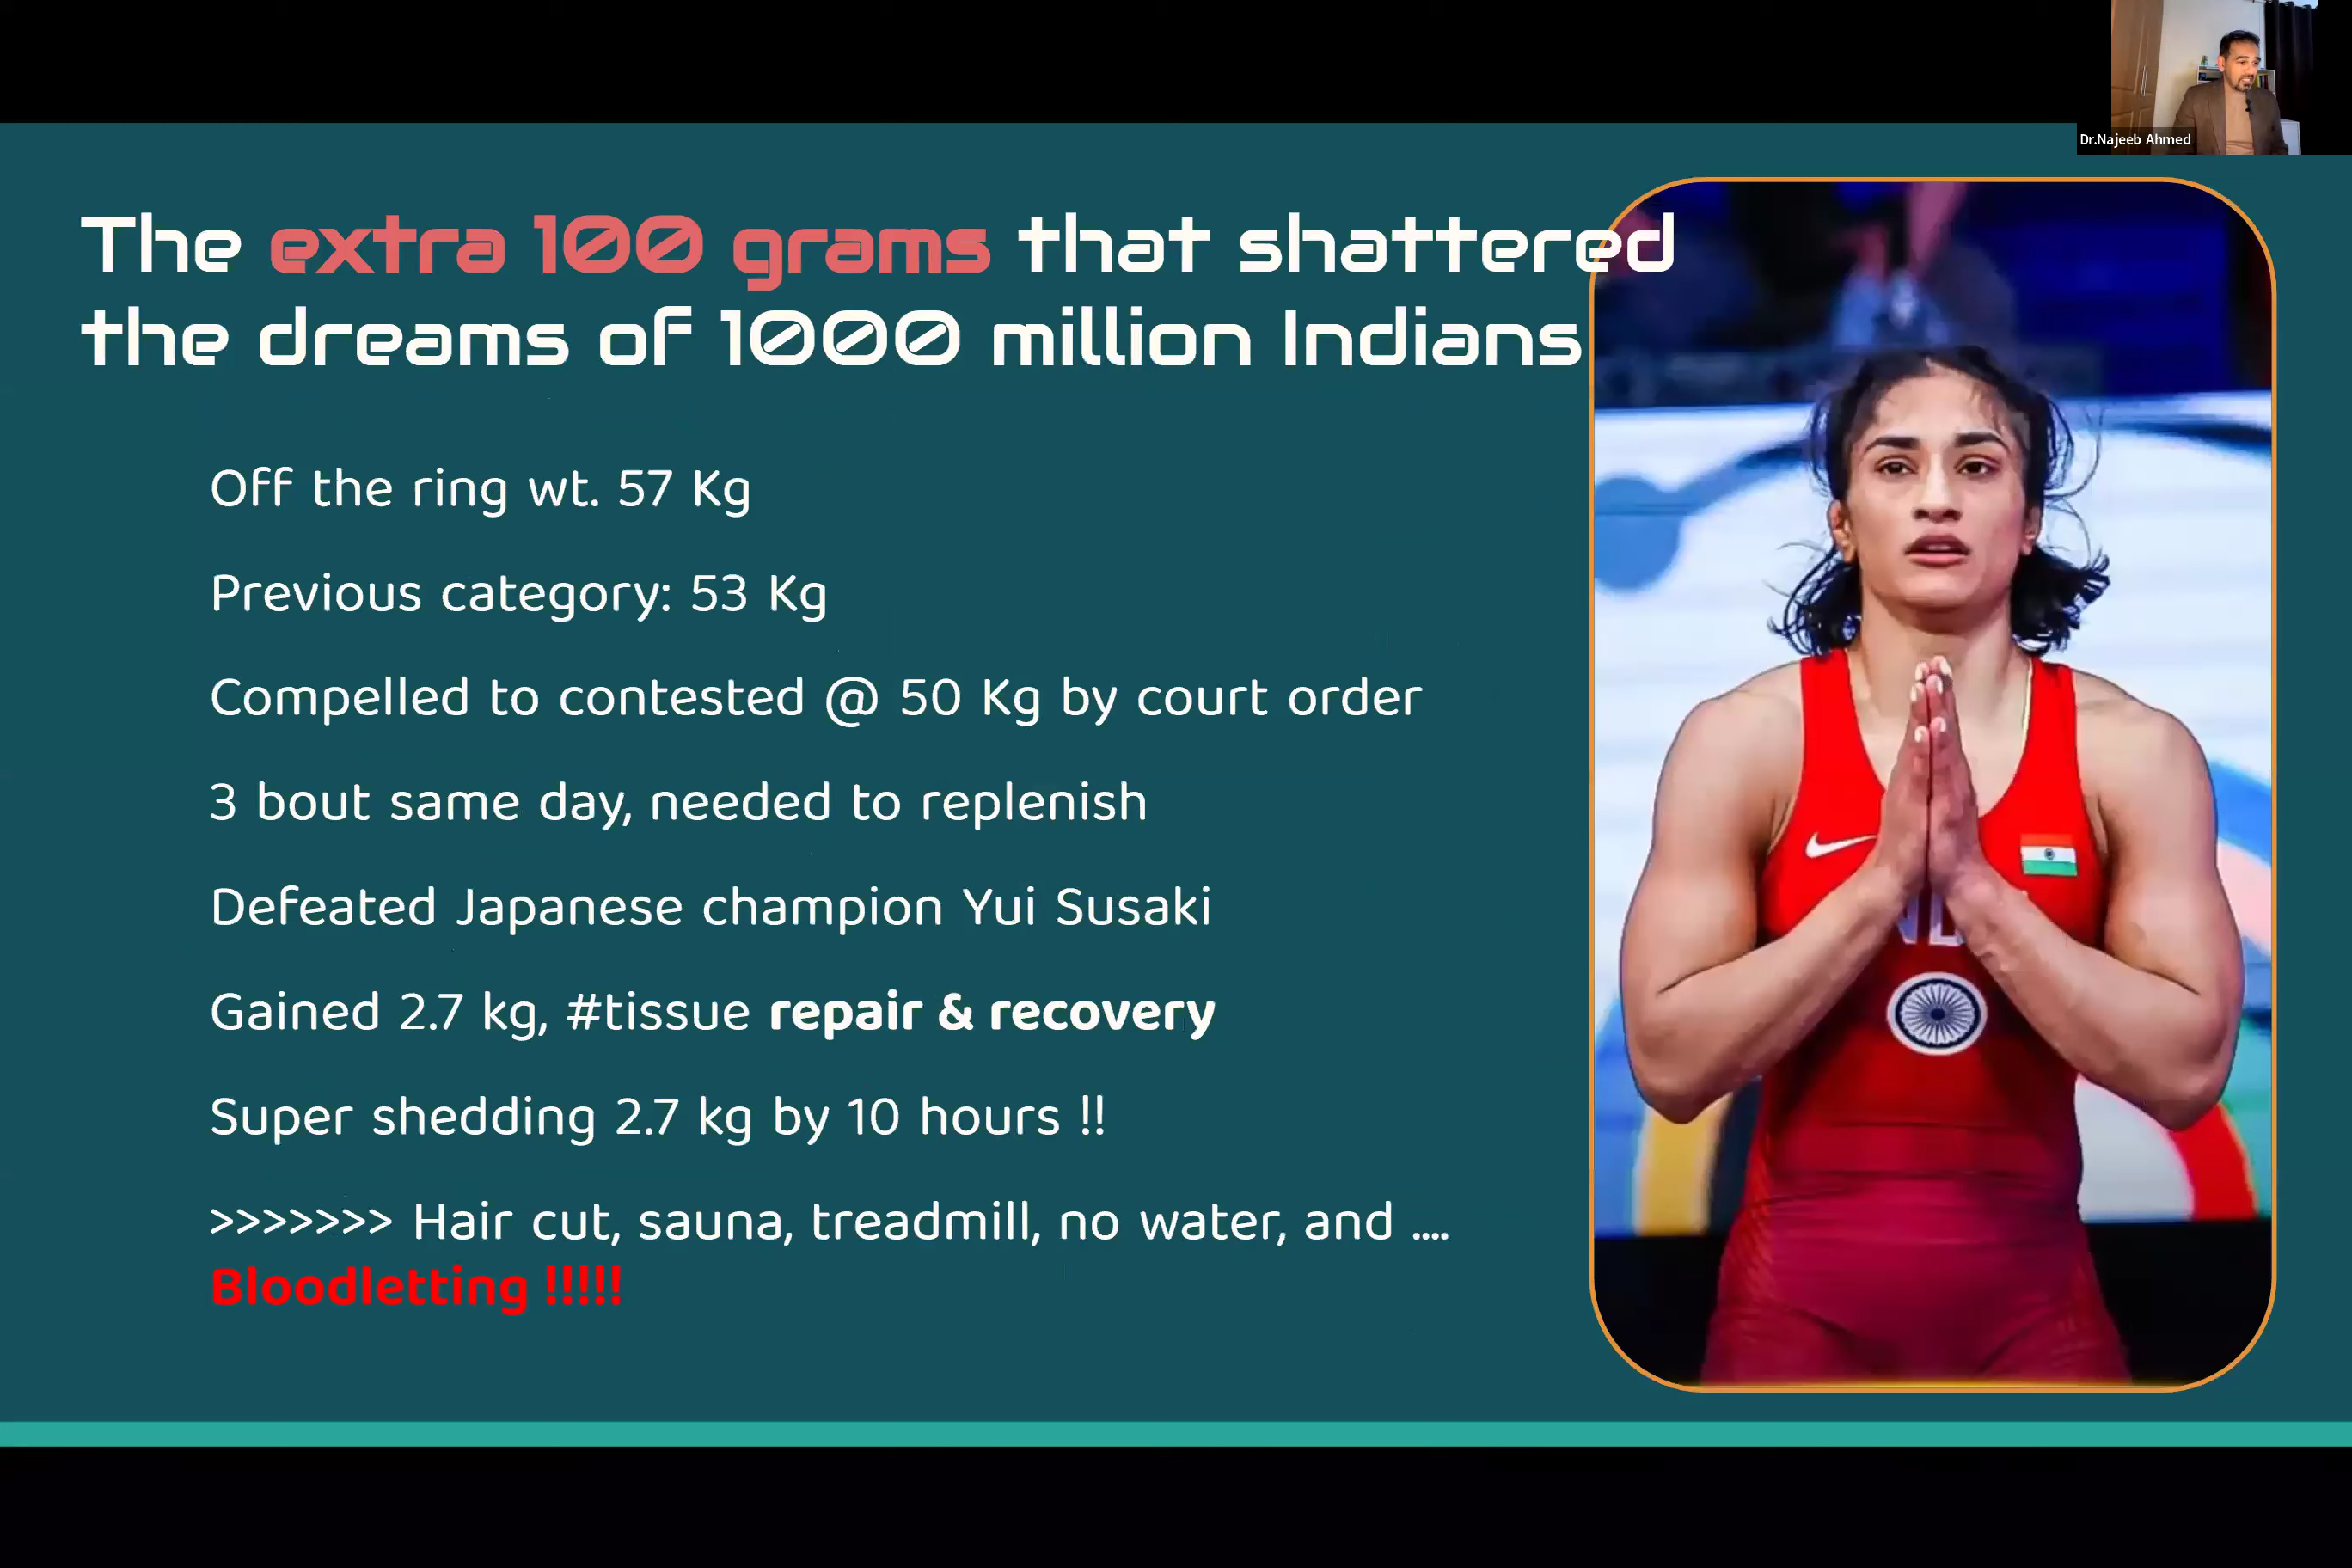 Dr.Najeeb Ahmed
The extra 100 grams that shattered
the dreams of 1000 million Indians
Off the ring wt. 57 Kg
Previous category: 53 Kg
Compelled to contested @ 50 Kg by court order
3 bout same day, needed to replenish
Defeated Japanese champion Yui Susaki
Gained 2.7 kg, #tissue repair & recovery
Super shedding 2.7 kg by 10 hours !!
>>>>>>> Hair cut, sauna, treadmill, no water, and ....
Bloodletting !!!!!